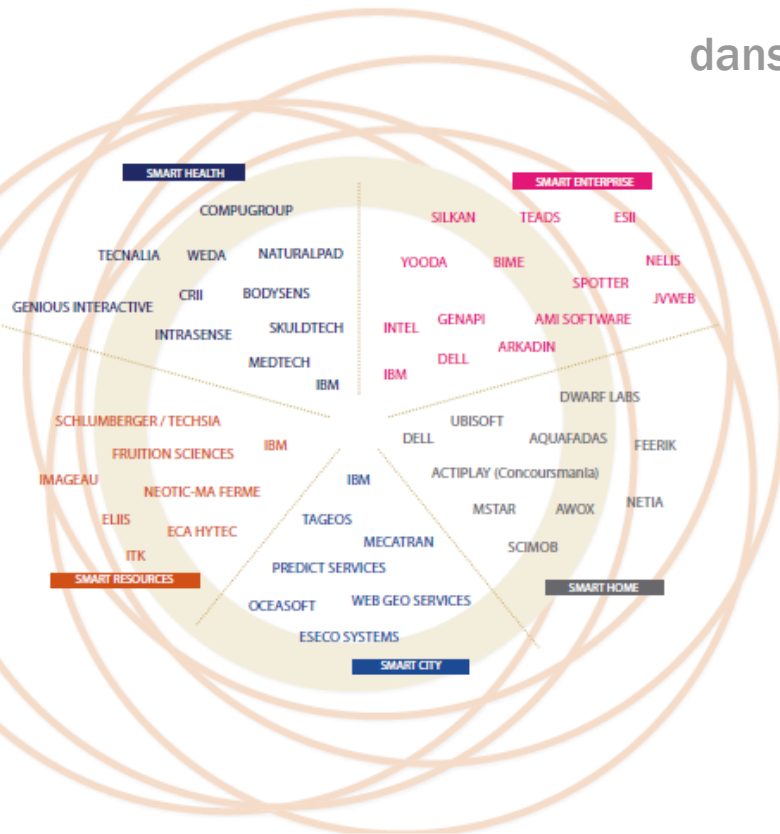 dans
SMART HEALTH
COMPUGROUP
TECNALIA
WEDA
NATURALPAD
GENIOUS INTERACTIVE
CRII
BODYSENS
INTRASENSE
SKULDTECH
MEDTECH
IBM
SMART ENTERPRISE
SILKAN
TEADS
ESII
YOODA
BIME
NELIS
SPOTTER
JVWEB
INTEL
GENAPI
AMI SOFTWARE
ARKADIN
DELL
IBM
DWARF LABS
UBISOFT
DELL
AQUAFADAS
FEERIK
ACTIPLAY (Concoursmania)
MSTAR
AWOX
NETIA
SCIMOB
SMART HOME
SCHLUMBERGER / TECHSIA
FRUITION SCIENCES
IBM
IMAGEAU
NEOTIC-MA FERME
ELIIS
ECA HYTEC
ITK
SMART RESOURCES
IBM
TAGEOS
MECATRAN
PREDICT SERVICES
OCEASOFT
WEB GEO SERVICES
ESECO SYSTEMS
SMART CITY